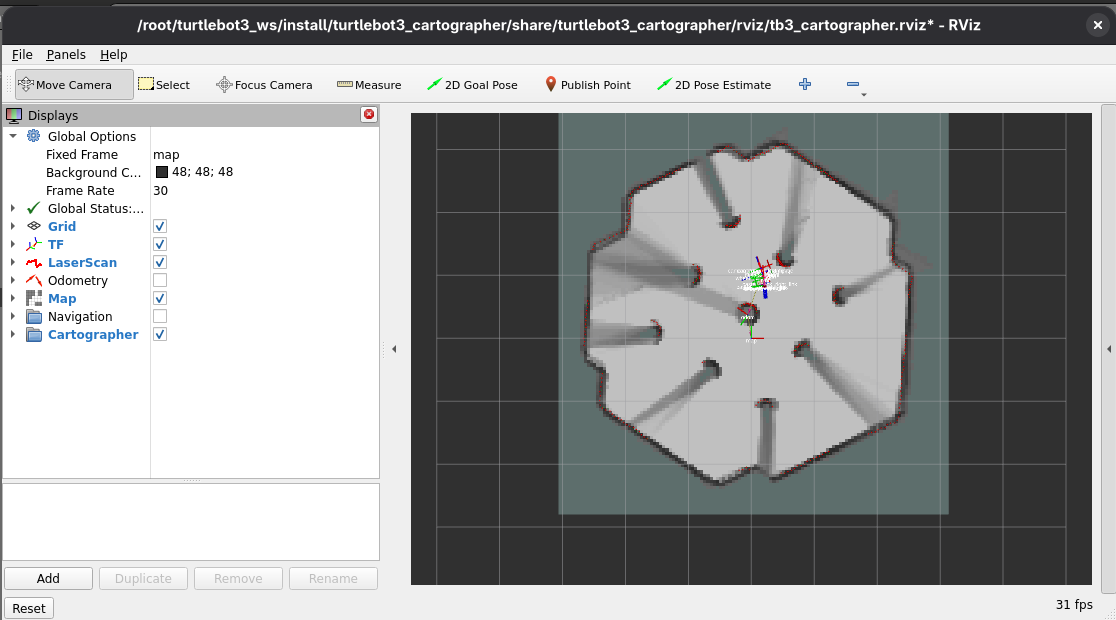 /root/turtlebot3_ws/install/turtlebot3_cartographer/share/turtlebot3_cartographer/rviz/tb3_cartographer.rviz* - RViz
File Panels Help
Move Camera Select Focus Camera Measure 2D Goal Pose Publish Point 2D Pose Estimate
Displays
Global Options
Fixed Frame map
Background C... 48; 48; 48
Frame Rate 30
Global Status:...
Grid
TF
LaserScan
Odometry
Map
Navigation
Cartographer
odom
Add Duplicate Remove Rename
Reset
31 fps